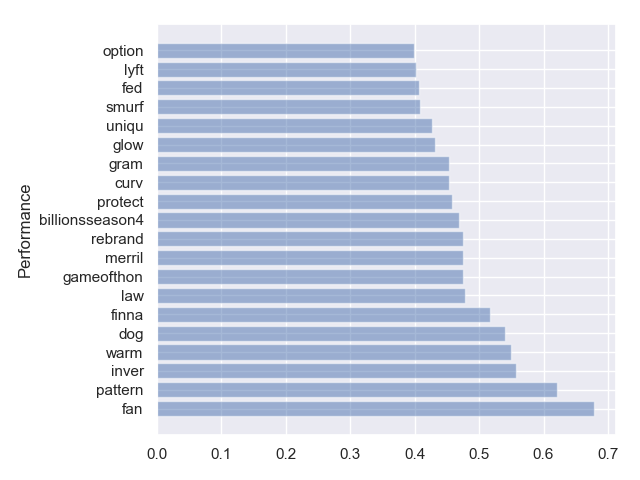 option
lyft
fed
smurf
uniqu
glow
gram
curv
protect
billionsseason4
rebrand
merril
gameofthon
law
finna
dog
warm
inver
pattern
fan
Performance
0.0 0.1 0.2 0.3 0.4 0.5 0.6 0.7